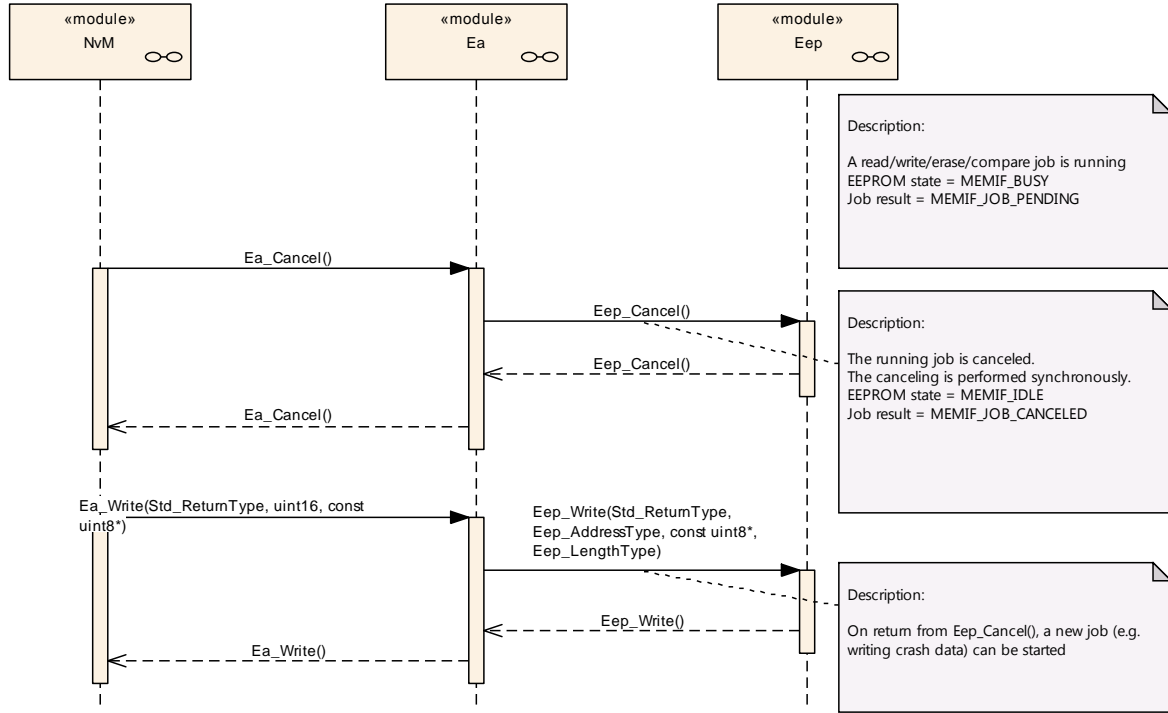 «module»
NvM
«module»
Ea
«module»
Eep
Description:
A read/write/erase/compare job is running
EEPROM state = MEMIF_BUSY
Job result = MEMIF_JOB_PENDING
Ea_Cancel()
Eep_Cancel()
Description:
The running job is canceled.
The canceling is performed synchronously.
EEPROM state = MEMIF_IDLE
Job result = MEMIF_JOB_CANCELED
Eep_Cancel()
Ea_Cancel()
Ea_Write(Std_ReturnType, uint16, const
uint8*)
Eep_Write(Std_ReturnType,
Eep_AddressType, const uint8*,
Eep_LengthType)
Description:
On return from Eep_Cancel(), a new job (e.g.
writing crash data) can be started
Eep_Write()
Ea_Write()